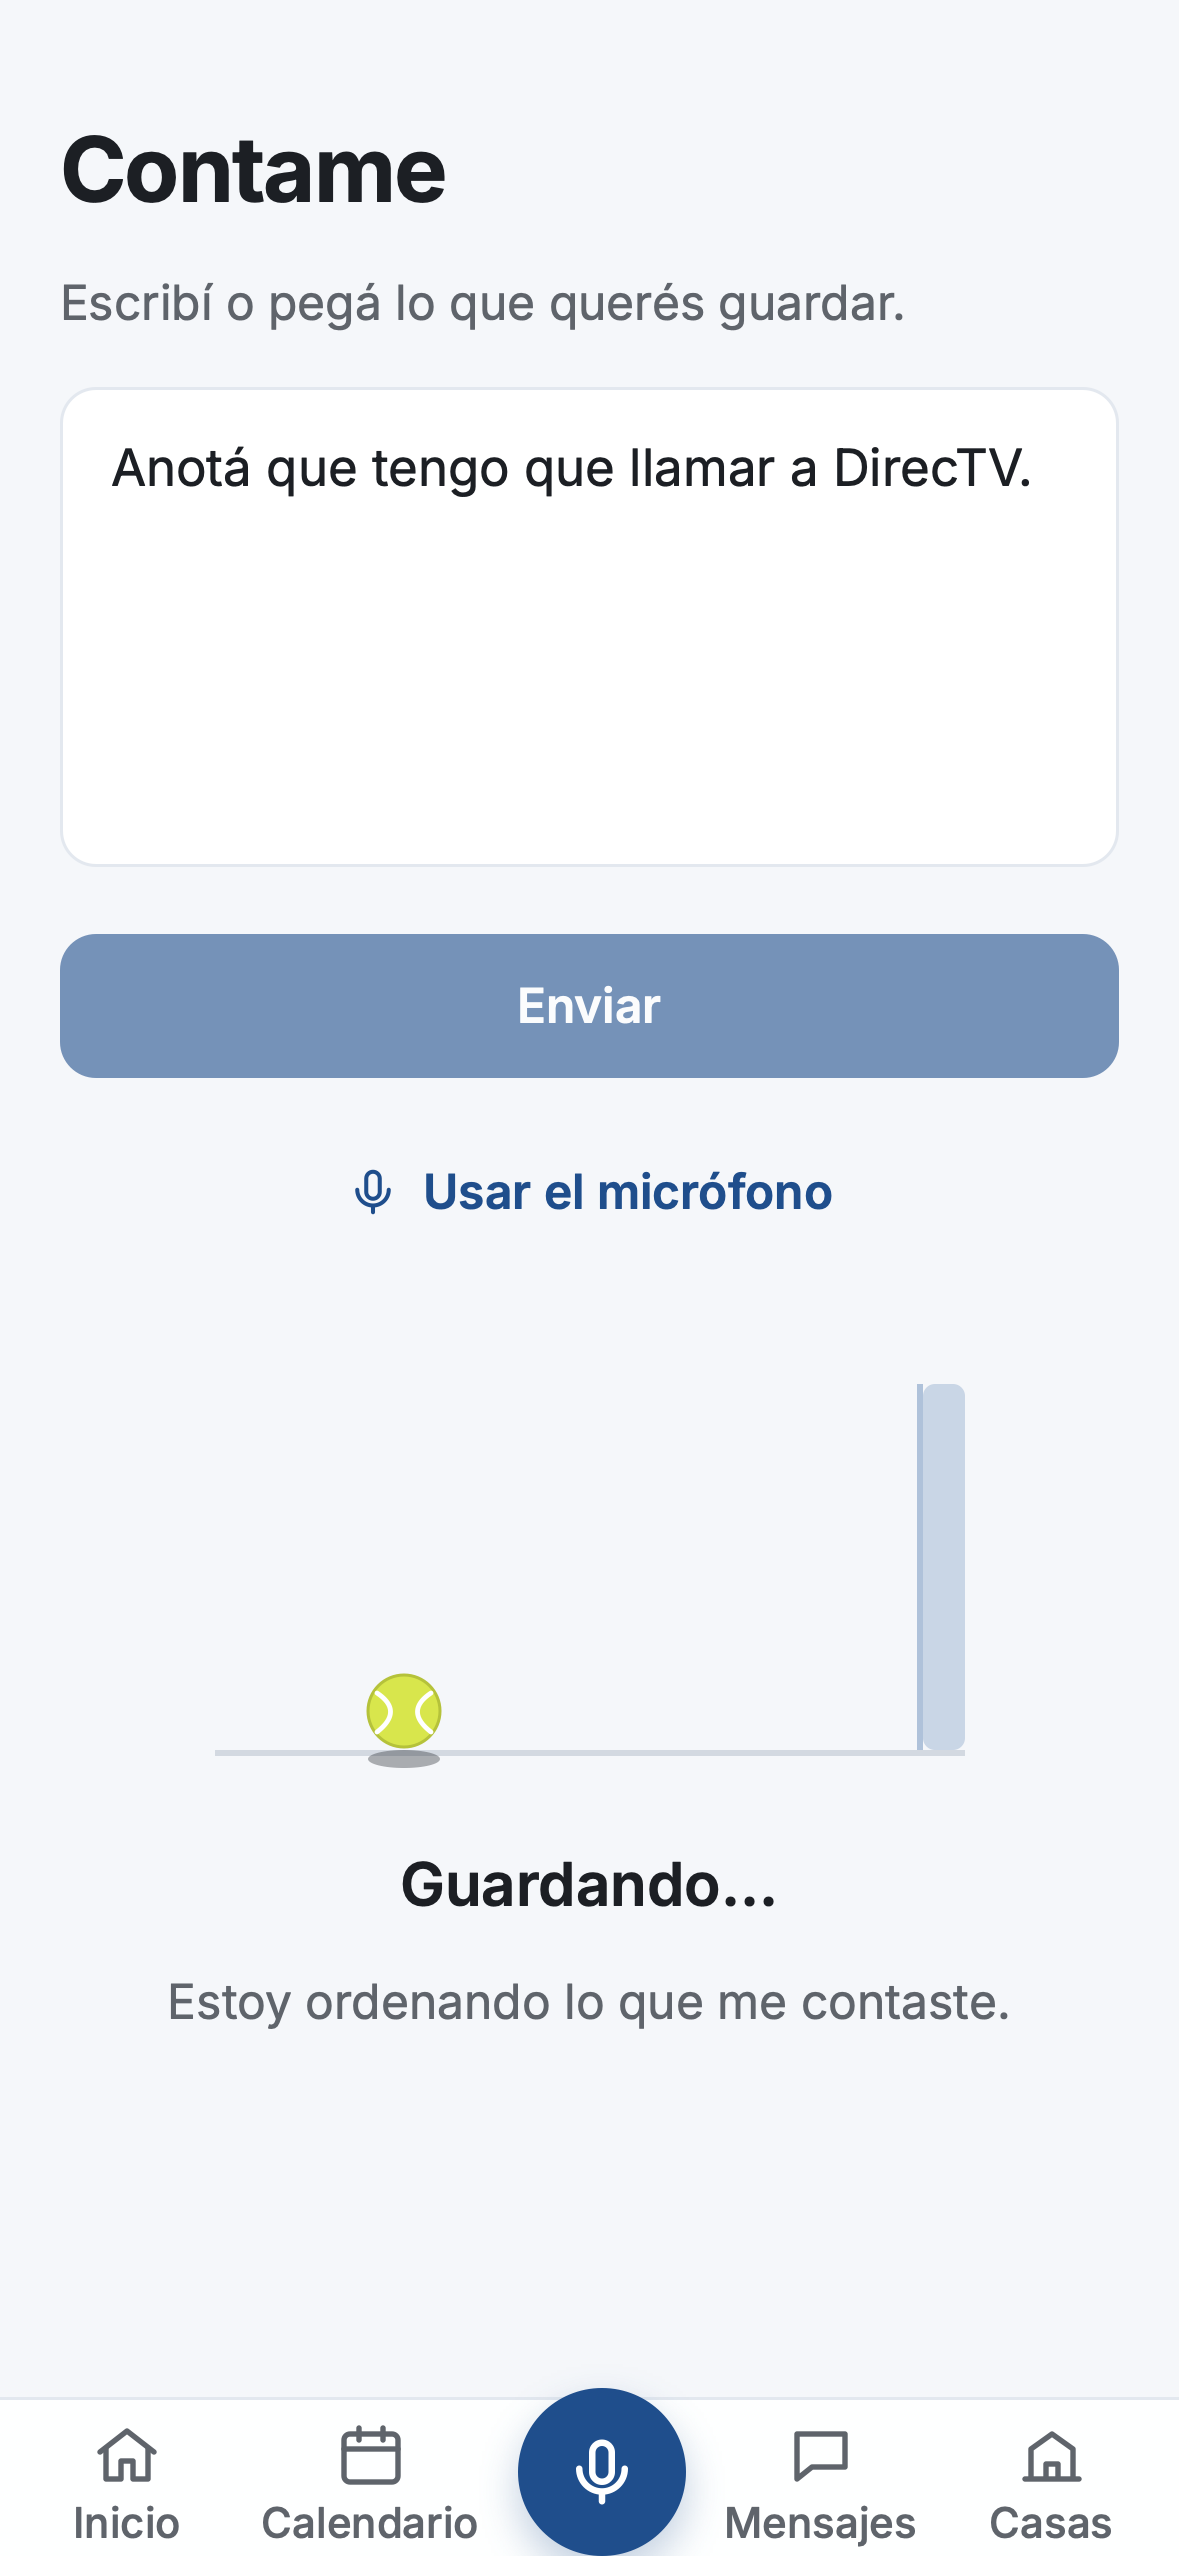 Contame
Escribí o pegá lo que querés guardar.
Anotá que tengo que llamar a DirecTV.
Enviar
Usar el micrófono
Guardando...
Estoy ordenando lo que me contaste.
Inicio
Calendario
Mensajes
Casas